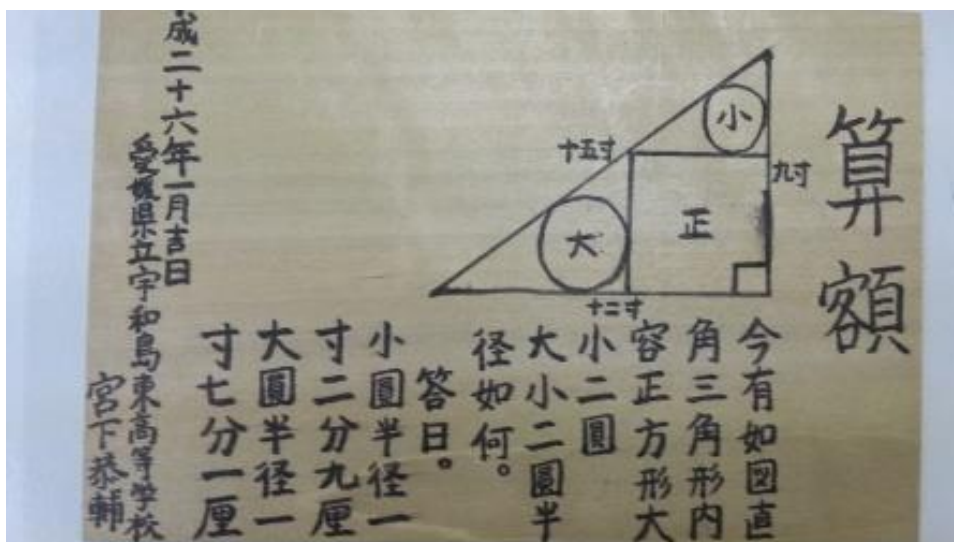 算額
十五寸
小
九寸
正
大
十二寸
今有如図直
角三角形内
容正方形大
小二圓
大小二圓半
径如何。
答曰。
小圓半径一
寸二分九厘
大圓半径一
寸七分一厘
成二十六年一月吉日
愛媛県立宇和島東高等学校
宮下恭輔